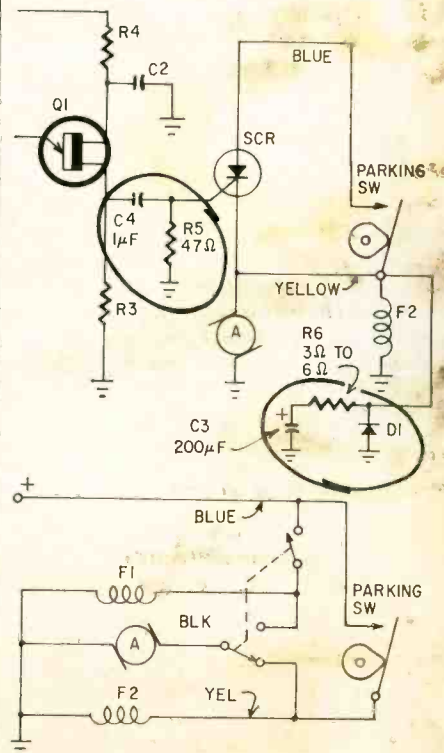 R4
C2
BLUE
Q1
SCR
PARKING
SW
C4
1µF
R5
47Ω
YELLOW
F2
R3
A
R6
3Ω TO
6Ω
+
C3
200µF
D1
+
BLUE
F1
PARKING
SW
BLK
A
F2
YEL